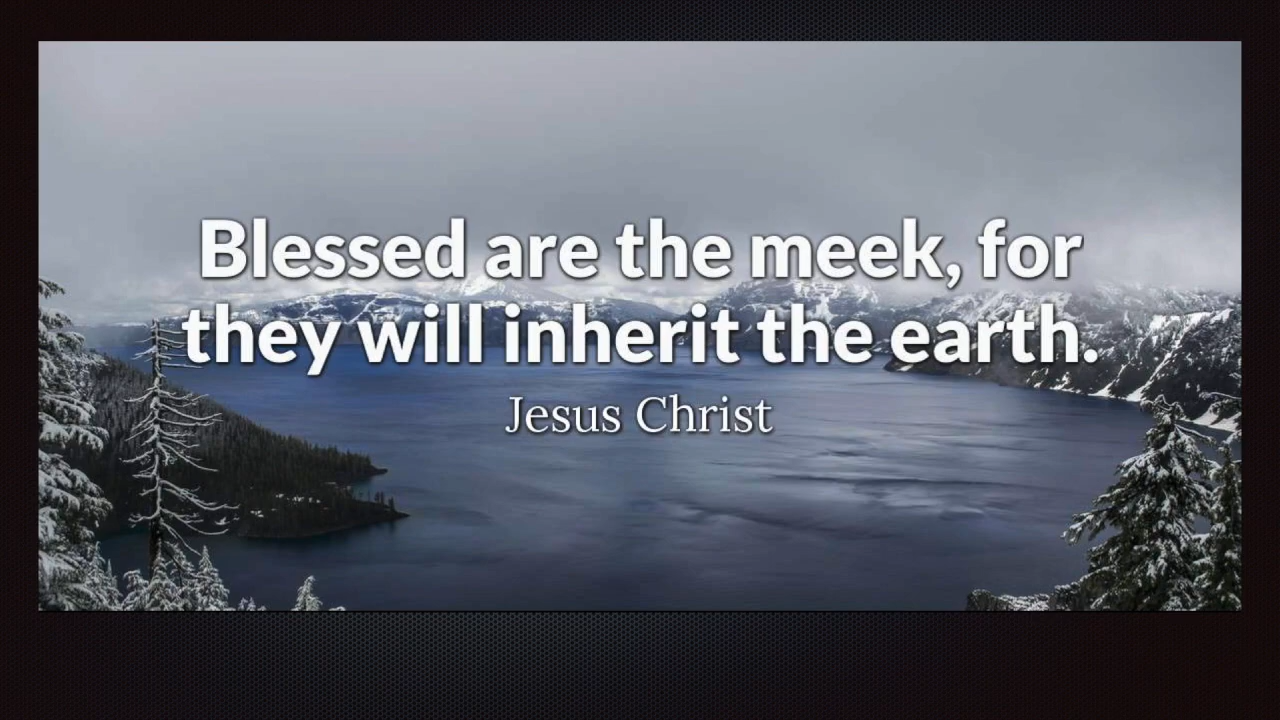 Blessed are the meek, for
they will inherit the earth.
Jesus Christ